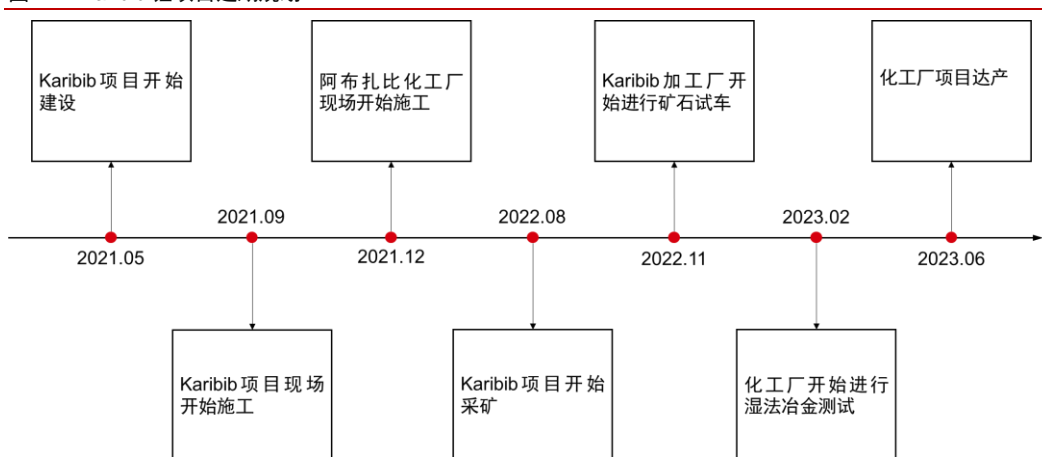 Karibib项目开始
建设
阿布扎比化工厂
现场开始施工
Karibib加工厂开
始进行矿石试车
化工厂项目达产
2021.09
2022.08
2023.02
2021.05
2021.12
2022.11
2023.06
Karibib项目现场
开始施工
Karibib项目开始
采矿
化工厂开始进行
湿法冶金测试